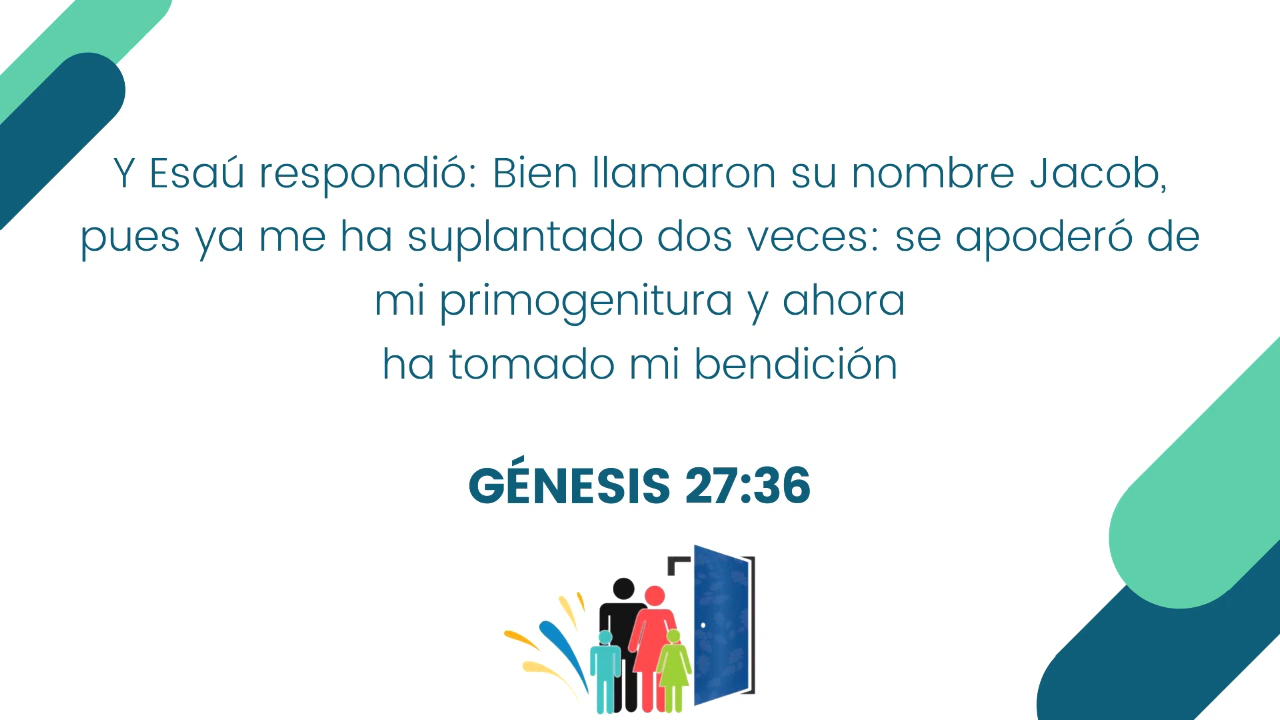 Y Esaú respondió: Bien llamaron su nombre Jacob,
pues ya me ha suplantado dos veces: se apoderó de
mi primogenitura y ahora
ha tomado mi bendición
GÉNESIS 27:36